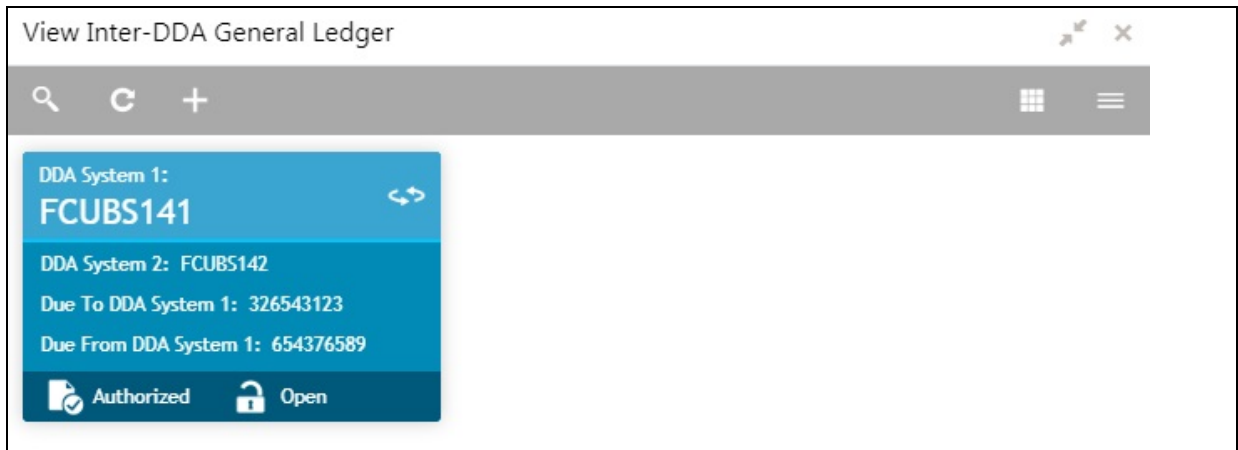 View Inter-DDA General Ledger
DDA System 1:
FCUBS141
DDA System 2: FCUBS142
Due To DDA System 1: 326543123
Due From DDA System 1: 654376589
Authorized Open